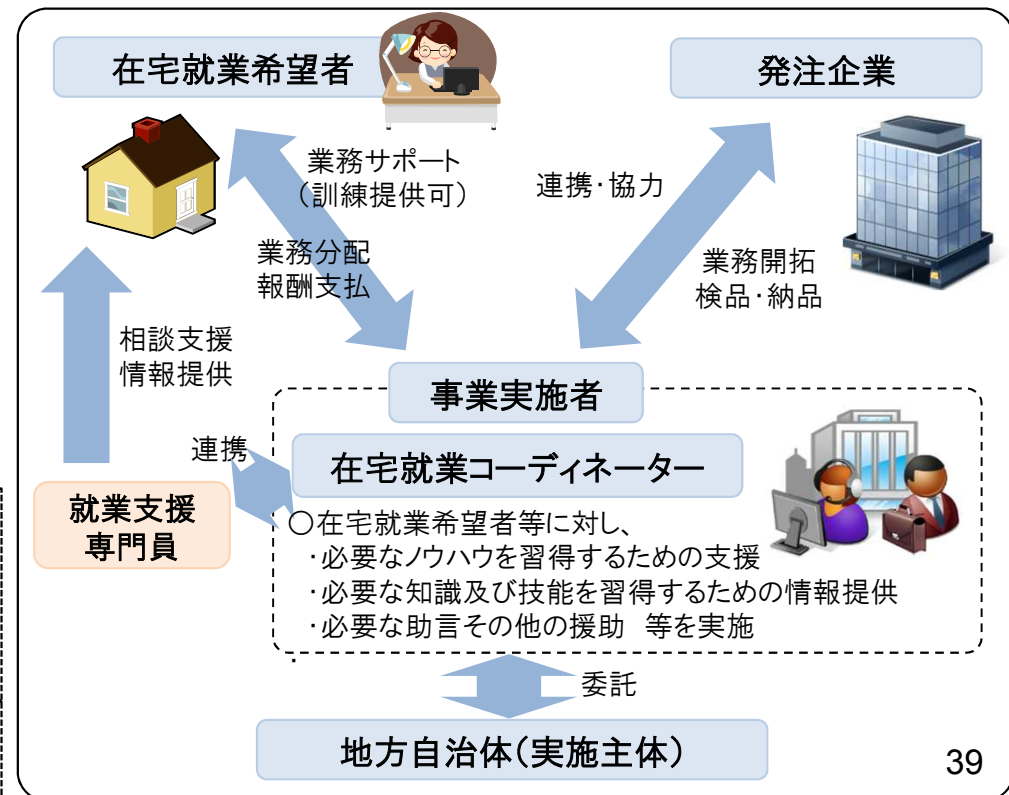 在宅就業希望者
発注企業
業務サポート
（訓練提供可）
連携・協力
業務分配
報酬支払
業務開拓
検品・納品
相談支援
情報提供
事業実施者
連携
在宅就業コーディネーター
就業支援
専門員
○在宅就業希望者等に対し、
・必要なノウハウを習得するための支援
・必要な知識及び技能を習得するための情報提供
・必要な助言その他の援助　等を実施
・
委託
地方自治体（実施主体）
39